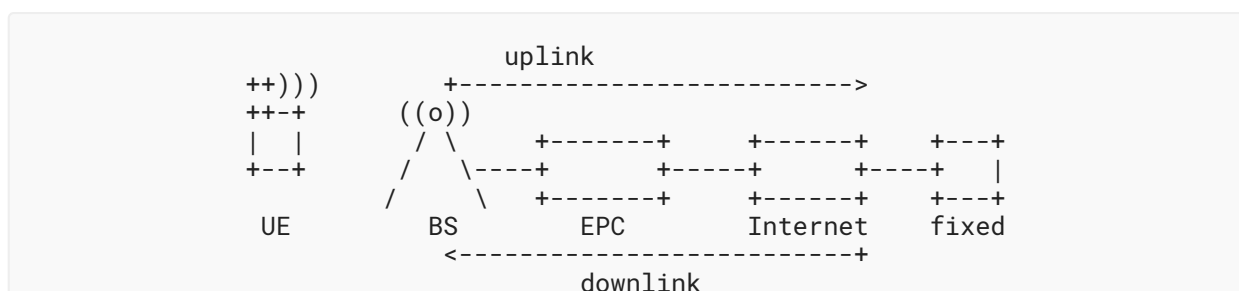 uplink
++))) +-------------------------->
++-+ ((o))
| | / \ +-------+ +------+ +---+
+--+ / \----+ +-----+ +----+ |
/ \ +-------+ +------+ +---+
UE BS EPC Internet fixed
<---------------------------+
downlink